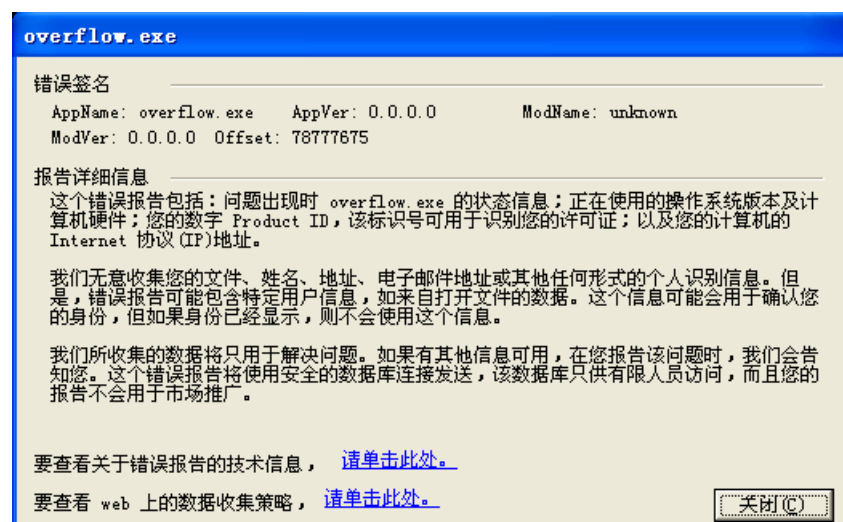 overflow.exe
错误签名
AppName: overflow.exe AppVer: 0.0.0.0 ModName: unknown
ModVer: 0.0.0.0 Offset: 78777675
报告详细信息
这个错误报告包括：问题出现时 overflow.exe 的状态信息；正在使用的操作系统版本及计
算机硬件；您的数字 Product ID，该标识号可用于识别您的许可证；以及您的计算机的
Internet 协议(IP)地址。
我们无意收集您的文件、姓名、地址、电子邮件地址或其他任何形式的个人识别信息。但
是，错误报告可能包含特定用户信息，如来自打开文件的数据。这个信息可能会用于确认您
的身份，但如果身份已经显示，则不会使用这个信息。
我们所收集的数据将只用于解决问题。如果有其他信息可用，在您报告该问题时，我们会告
知您。这个错误报告将使用安全的数据库连接发送，该数据库只供有限人员访问，而且您的
报告不会用于市场推广。
要查看关于错误报告的技术信息， 请单击此处。
要查看 web 上的数据收集策略， 请单击此处。
关闭(C)